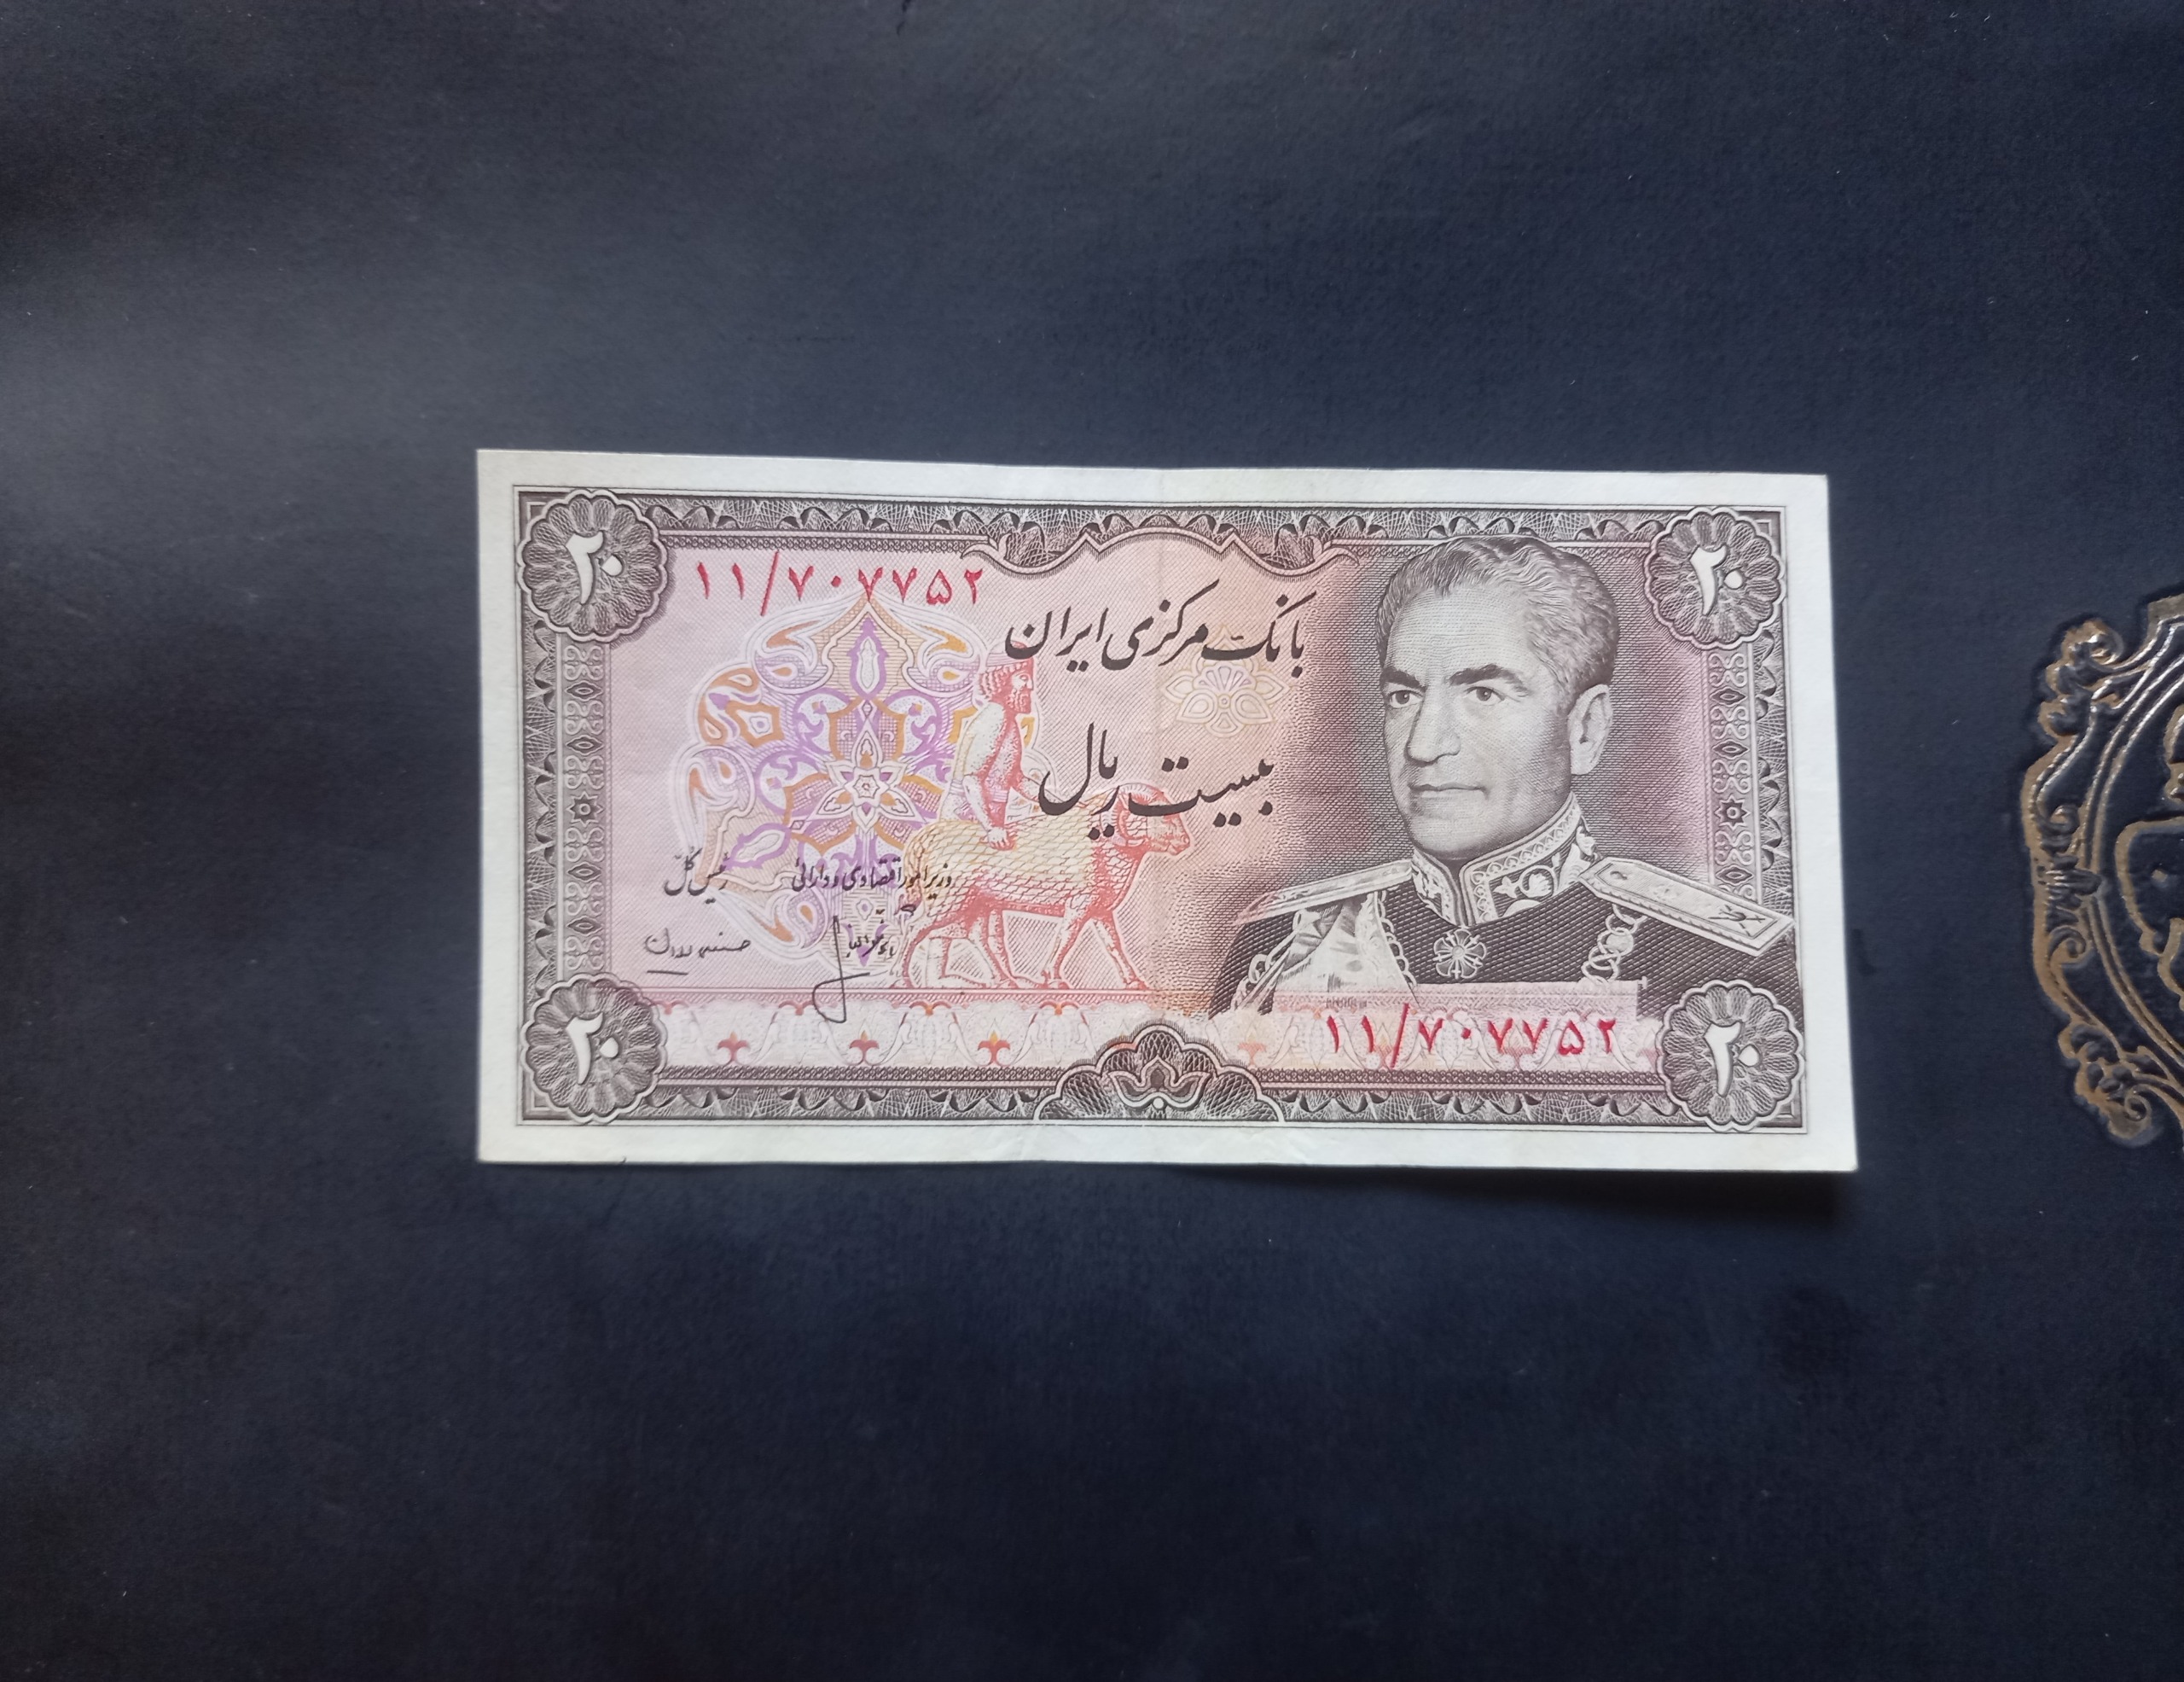 ۲۰
۲۰
۱۱/۷۰۷۷۵۲
بانک مرکزی ایران
بیست ریال
وزیر امور اقتصادی و دارائی
رئیس کل
۱۱/۷۰۷۷۵۲
۲۰
۲۰